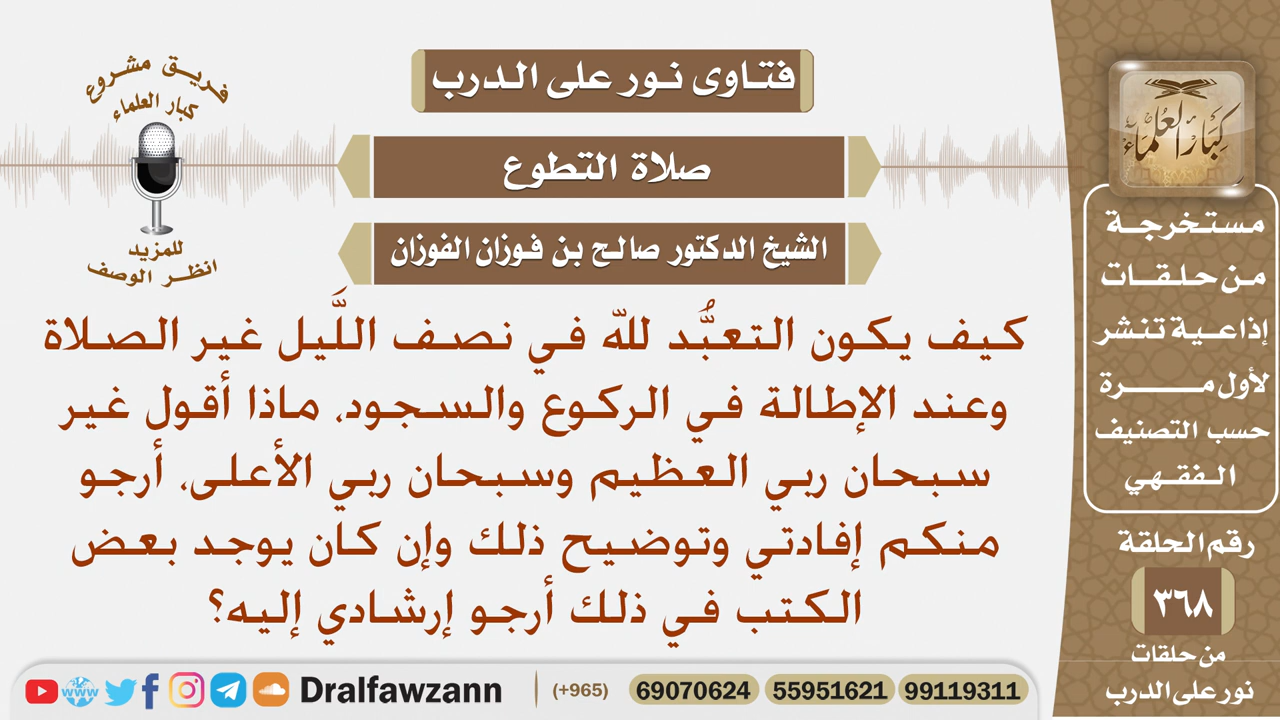 فتاوى نور على الدرب
صلاة التطوع
الشيخ الدكتور صالح بن فوزان الفوزان
كيف يكون التعبُّد لله في نصف اللَّيل غير الصلاة
وعند الإطالة في الركوع والسجود، ماذا أقول غير
سبحان ربي العظيم وسبحان ربي الأعلى، أرجو
منكم إفادتي وتوضيح ذلك وإن كان يوجد بعض
الكتب في ذلك أرجو إرشادي إليه؟
كبار العلماء
مستخرجة
من حلقات
إذاعية تنشر
لأول مرة
حسب التصنيف
الفقهي
رقم الحلقة
٣٦٨
من حلقات
نور على الدرب
فريق مشروع
كبار العلماء
للمزيد
انظر الوصف
www
Dralfawzann
(+965)
69070624
55951621
99119311